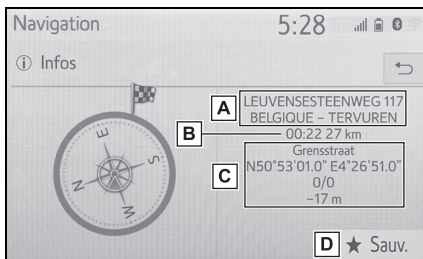 Navigation 5:28
Infos
A LEUVENSESTEENWEG 117
BELGIQUE – TERVUREN
B 00:22 27 km
C Grensstraat
N50°53'01.0" E4°26'51.0"
0/0
–17 m
E
S
N
W
D ★ Sauv.